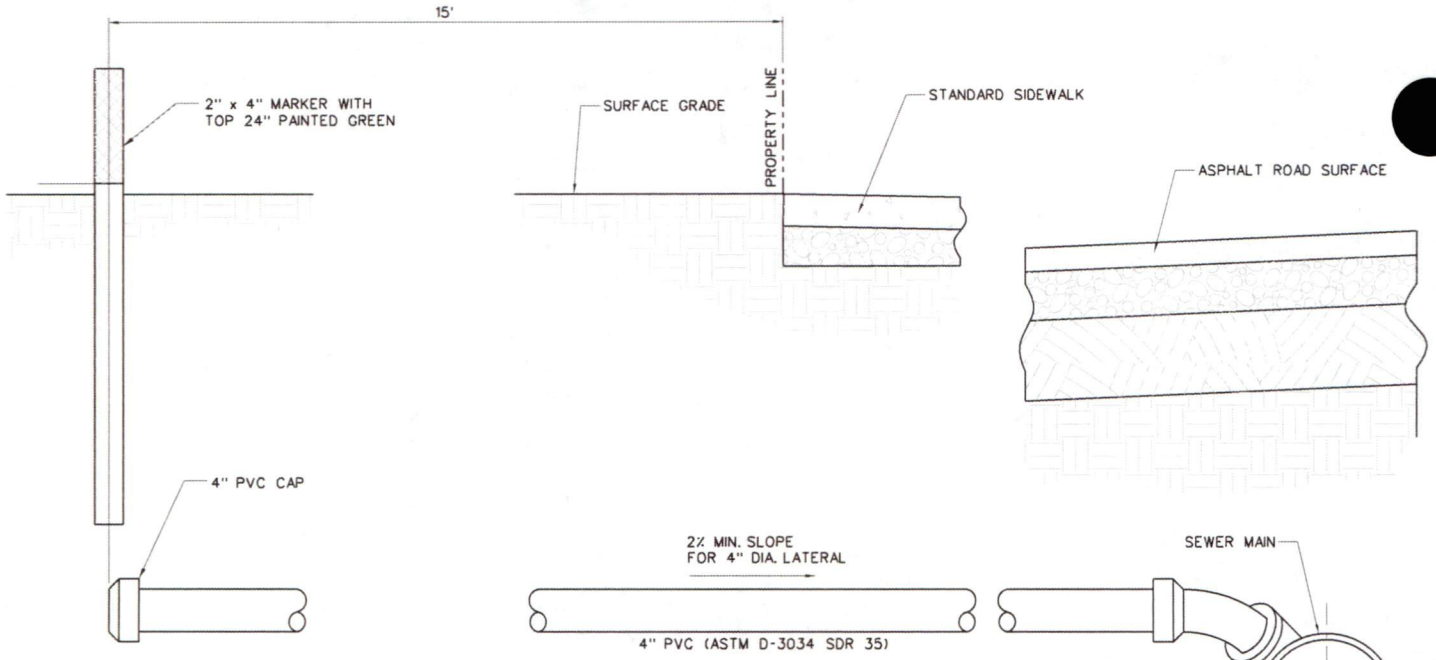 15'
2" x 4" MARKER WITH
TOP 24" PAINTED GREEN
SURFACE GRADE
PROPERTY LINE
STANDARD SIDEWALK
ASPHALT ROAD SURFACE
4" PVC CAP
2% MIN. SLOPE
FOR 4" DIA. LATERAL
SEWER MAIN
4" PVC (ASTM D-3034 SDR 35)